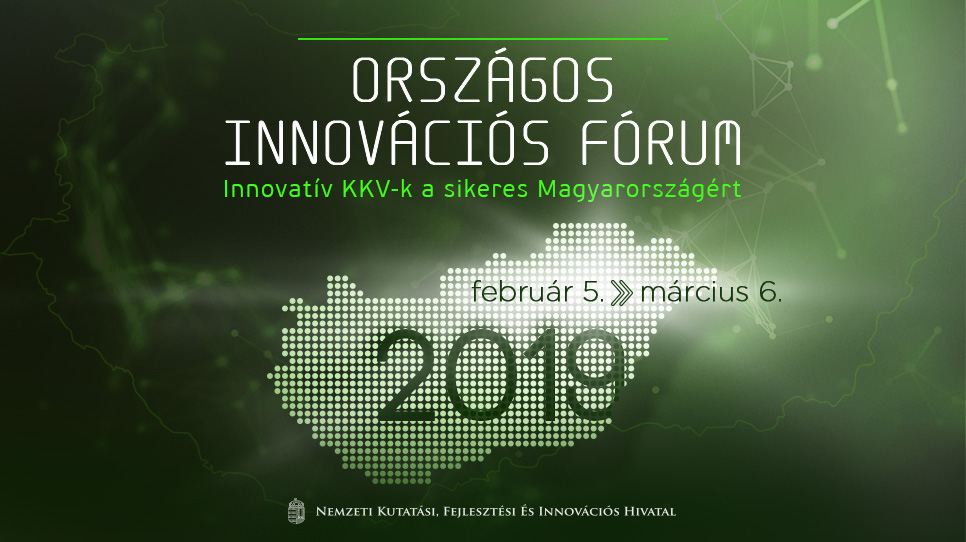 ORSZÁGOS
INNOVÁCIÓS FÓRUM
Innovatív KKV-k a sikeres Magyarországért
február 5. » március 6.
2019
NEMZETI KUTATÁSI, FEJLESZTÉSI ÉS INNOVÁCIÓS HIVATAL